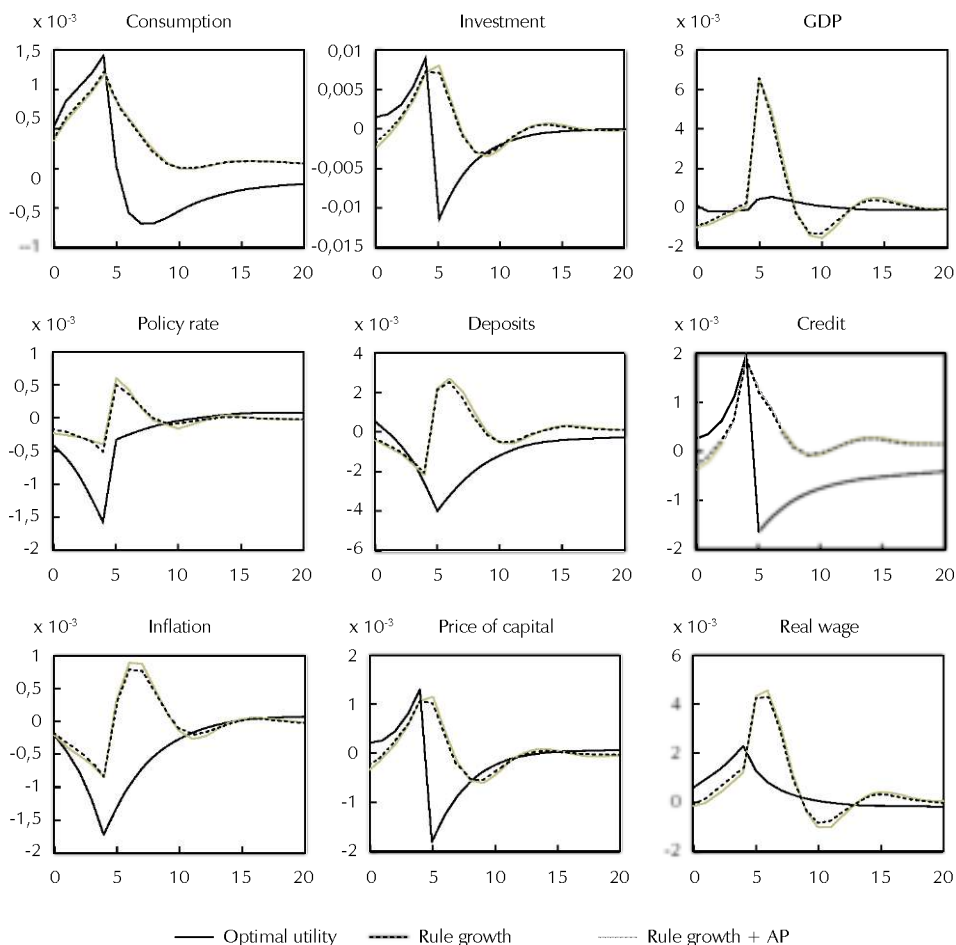 x 10-3 Consumption
1,5
1
0,5
0
-0,5
--1
0 5 10 15 20
Investment
0,01
0,005
0
-0,005
-0,01
-0,015
0 5 10 15 20
x 10-3 GDP
8
6
4
2
0
-2
0 5 10 15 20
x 10-3 Policy rate
1
0,5
0
-0,5
-1
-1,5
-2
0 5 10 15 20
x 10-3 Deposits
4
2
0
-2
-4
-6
0 5 10 15 20
x 10-3 Credit
2
1
0
-1
-2
0 5 10 15 20
x 10-3 Inflation
1
0,5
0
-0,5
-1
-1,5
-2
0 5 10 15 20
x 10-3 Price of capital
2
1
0
-1
-2
0 5 10 15 20
x 10-3 Real wage
6
4
2
0
-2
0 5 10 15 20
Optimal utility Rule growth Rule growth + AP